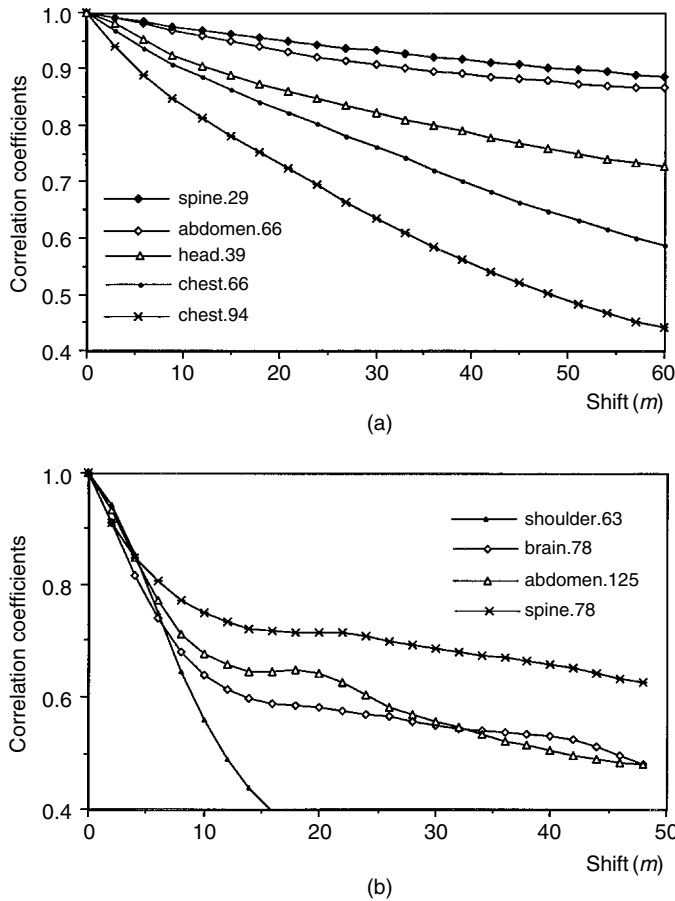 1.0
0.9
0.8
0.7
0.6
0.5
0.4
Correlation coefficients
spine.29
abdomen.66
head.39
chest.66
chest.94
0 10 20 30 40 50 60
Shift (m)
(a)
1.0
0.8
0.6
0.4
Correlation coefficients
shoulder.63
brain.78
abdomen.125
spine.78
0 10 20 30 40 50
Shift (m)
(b)